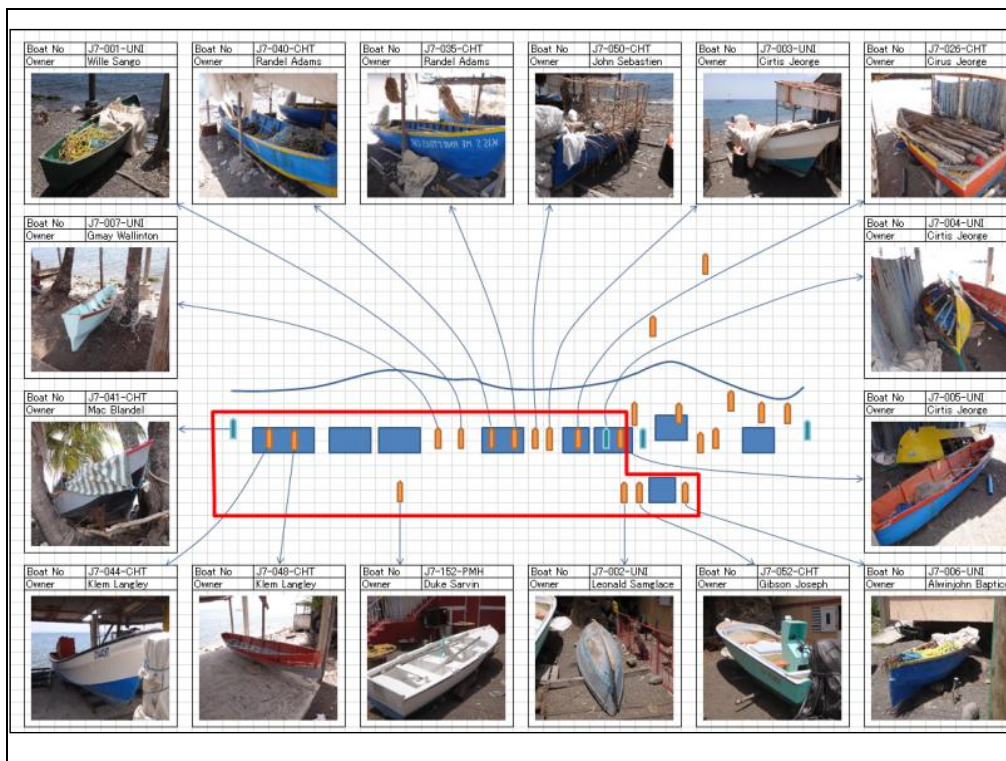 Boat No J7-001-UNI
Owner Wille Sango
Boat No J7-040-CHT
Owner Randel Adams
Boat No J7-035-CHT
Owner Randel Adams
Boat No J7-050-CHT
Owner John Sebastien
Boat No J7-003-UNI
Owner Cirtis Jeorge
Boat No J7-026-CHT
Owner Cirus Jeorge
Boat No J7-007-UNI
Owner Gmay Wallinton
Boat No J7-004-UNI
Owner Cirtis Jeorge
Boat No J7-041-CHT
Owner Mac Blandel
Boat No J7-005-UNI
Owner Cirtis Jeorge
Boat No J7-044-CHT
Owner Klem Langley
Boat No J7-048-CHT
Owner Klem Langley
Boat No J7-152-PMH
Owner Duke Sarvin
Boat No J7-002-UNI
Owner Leonald Samglace
Boat No J7-052-CHT
Owner Gibson Joseph
Boat No J7-006-UNI
Owner Alwinjohn Baptice